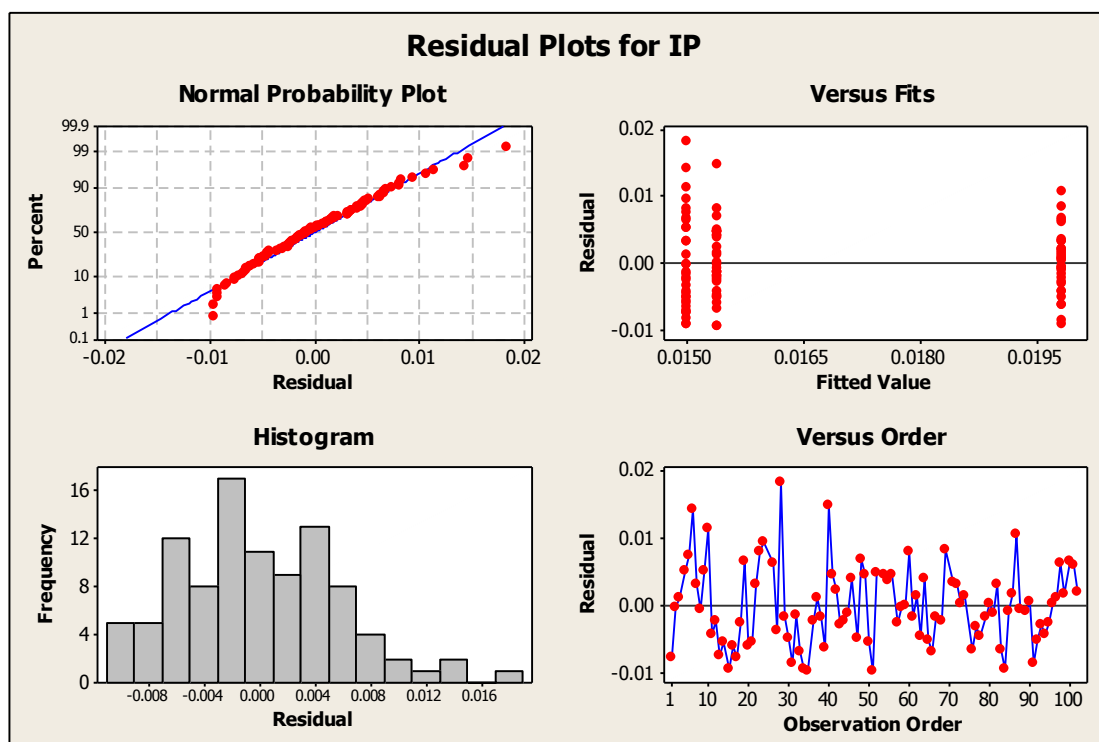 Residual Plots for IP
Normal Probability Plot
99.9
99
90
50
10
1
0.1
Percent
-0.02 -0.01 0.00 0.01 0.02
Residual
Versus Fits
0.02
0.01
0.00
-0.01
Residual
0.0150 0.0165 0.0180 0.0195
Fitted Value
Histogram
16
12
8
4
0
Frequency
-0.008 -0.004 0.000 0.004 0.008 0.012 0.016
Residual
Versus Order
0.02
0.01
0.00
-0.01
Residual
1 10 20 30 40 50 60 70 80 90 100
Observation Order